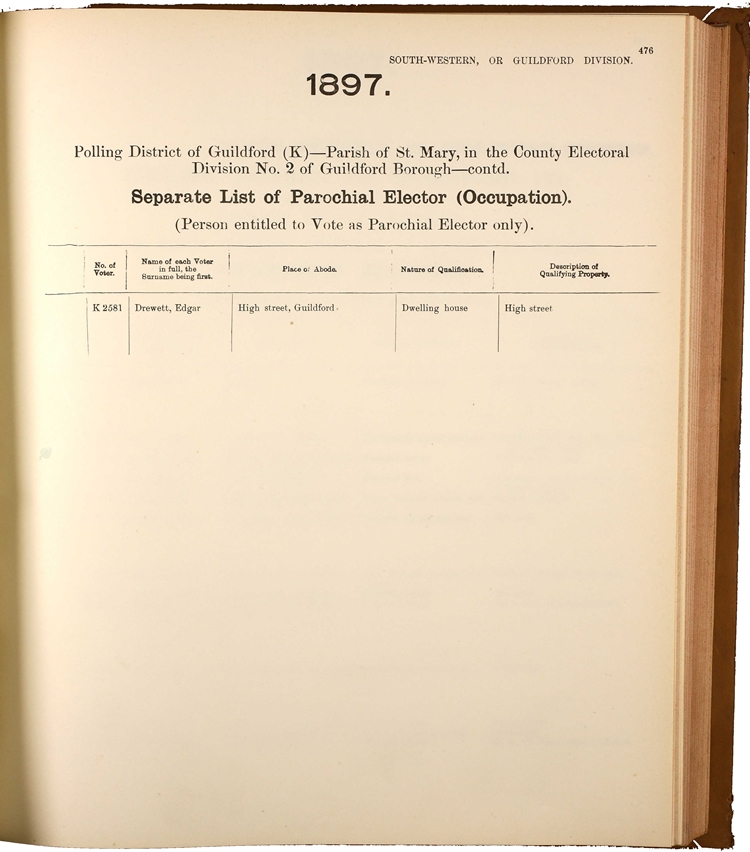 476
SOUTH-WESTERN, OR GUILDFORD DIVISION.
1897.
Polling District of Guildford (K)—Parish of St. Mary, in the County Electoral
Division No. 2 of Guildford Borough—contd.
Separate List of Parochial Elector (Occupation).
(Person entitled to Vote as Parochial Elector only).
No. of
Voter.
Name of each Voter
in full, the
Surname being first.
Place of Abode.
Nature of Qualification.
Description of
Qualifying Property.
K 2581 Drewett, Edgar High street, Guildford Dwelling house High street